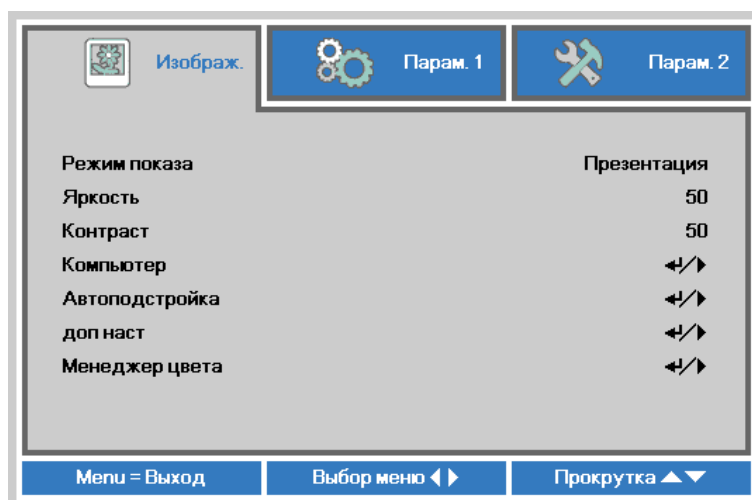 Изображ. Парам. 1 Парам. 2
Режим показа Презентация
Яркость 50
Контраст 50
Компьютер ↵/▶
Автоподстройка ↵/▶
доп наст ↵/▶
Менеджер цвета ↵/▶
Menu = Выход Выбор меню ◀ ▶ Прокрутка ▲ ▼